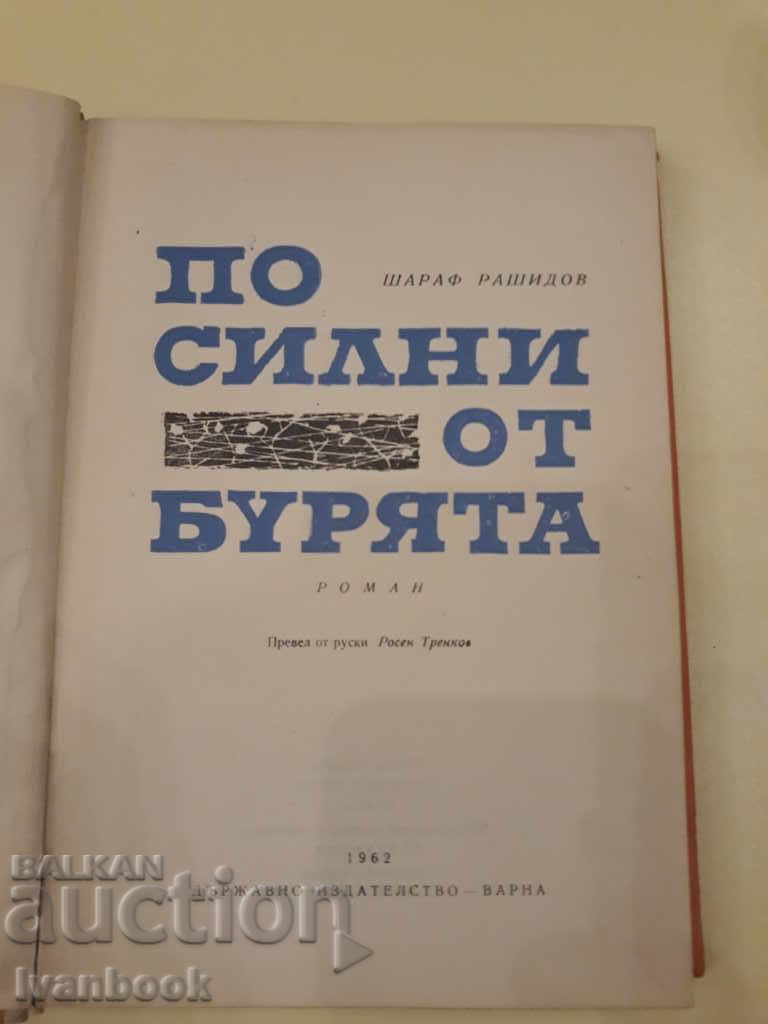 ПО
ШАРАФ РАШИДОВ
СИЛНИ
ОТ
БУРЯТА
РОМАН
Превел от руски Росен Тренков
1962
ДЪРЖАВНО ИЗДАТЕЛСТВО – ВАРНА
BALKAN
auction
Ivanbook